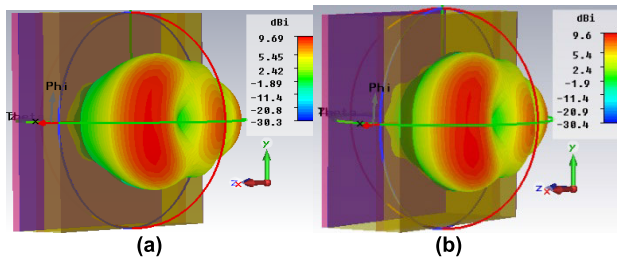 dBi
9.69
5.45
2.42
-1.89
-11.4
-20.8
-30.3
Phi
x
y
z
x
(a)
dBi
9.6
5.4
2.4
-1.9
-11.4
-20.9
-30.4
Phi
x
y
z
x
(b)